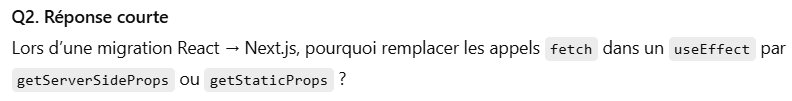 Q2. Réponse courte
Lors d’une migration React → Next.js, pourquoi remplacer les appels fetch dans un useEffect par
getServerSideProps ou getStaticProps ?